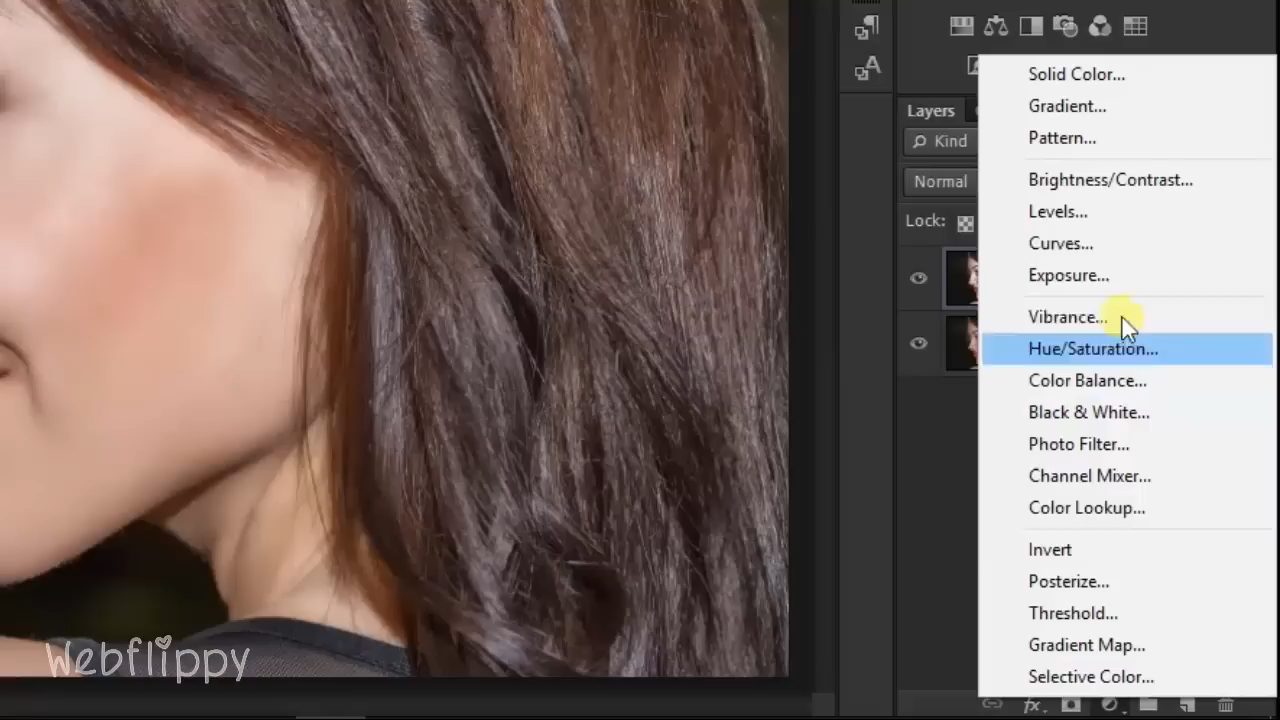 Solid Color...
Gradient...
Layers
Pattern...
Kind
Brightness/Contrast...
Normal
Levels...
Lock:
Curves...
Exposure...
Vibrance...
Hue/Saturation...
Color Balance...
Black & White...
Photo Filter...
Channel Mixer...
Color Lookup...
Invert
Posterize...
Threshold...
Gradient Map...
Selective Color...
Webflippy
fx